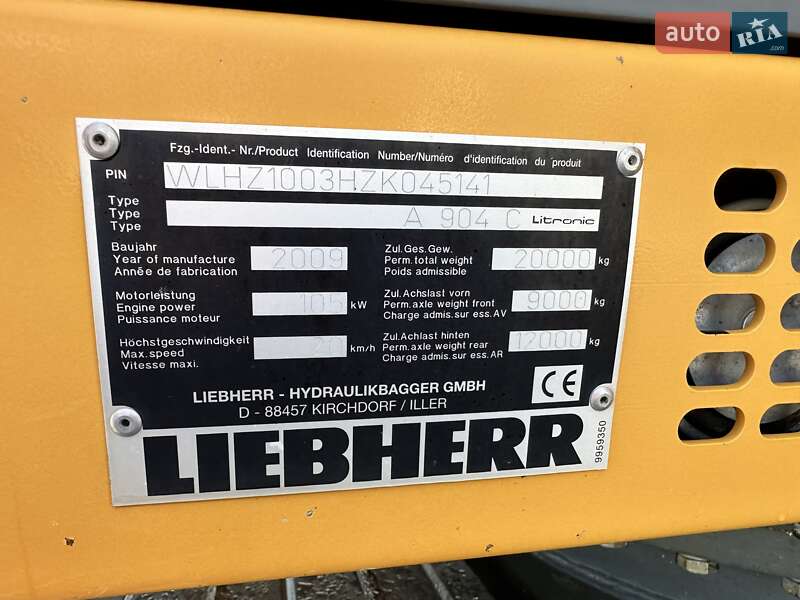 auto RIA.com
Fzg.-Ident.- Nr./Product Identification Number/Numéro d'identification du produit
PIN WLHZ1003HZK045141
Type
Type A 904 C Litronic
Type
Baujahr
Year of manufacture 2009
Année de fabrication
Zul.Ges.Gew.
Perm.total weight 20000 kg
Poids admissible
Motorleistung
Engine power 105 kW
Puissance moteur
Zul.Achslast vorn
Perm.axle weight front 9000 kg
Charge admis.sur ess.AV
Höchstgeschwindigkeit
Max.speed 20 km/h
Vitesse maxi.
Zul.Achlast hinten
Perm.axle weight rear 12000 kg
Charge admis.sur ess.AR
LIEBHERR - HYDRAULIKBAGGER GMBH
D - 88457 KIRCHDORF / ILLER
CE
LIEBHERR
9959350